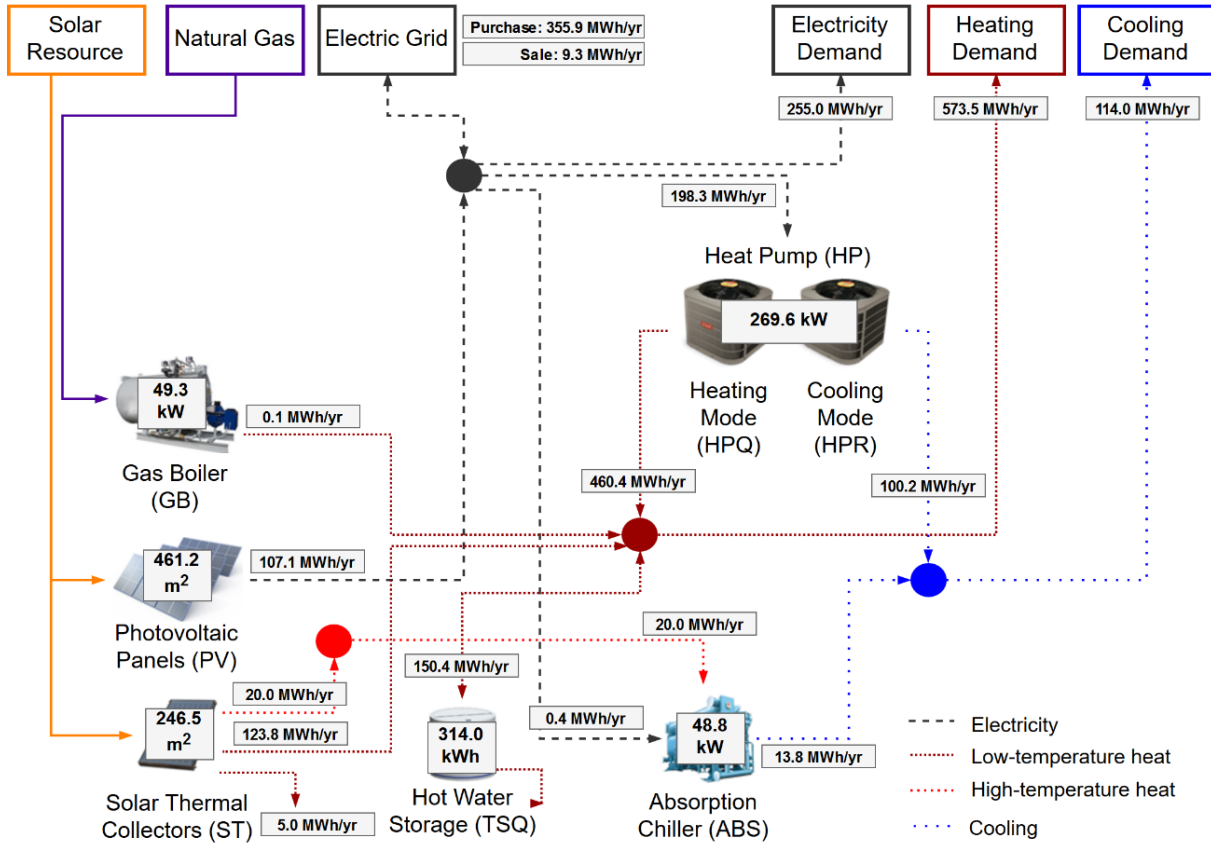 Solar
Resource
Natural Gas
Electric Grid
Purchase: 355.9 MWh/yr
Sale: 9.3 MWh/yr
Electricity
Demand
Heating
Demand
Cooling
Demand
255.0 MWh/yr
573.5 MWh/yr
114.0 MWh/yr
198.3 MWh/yr
Heat Pump (HP)
269.6 kW
Heating
Mode
(HPQ)
Cooling
Mode
(HPR)
49.3
kW
0.1 MWh/yr
Gas Boiler
(GB)
460.4 MWh/yr
100.2 MWh/yr
461.2
m²
107.1 MWh/yr
Photovoltaic
Panels (PV)
20.0 MWh/yr
150.4 MWh/yr
20.0 MWh/yr
246.5
m²
123.8 MWh/yr
314.0
kWh
0.4 MWh/yr
48.8
kW
13.8 MWh/yr
Solar Thermal
Collectors (ST)
5.0 MWh/yr
Hot Water
Storage (TSQ)
Absorption
Chiller (ABS)
Electricity
Low-temperature heat
High-temperature heat
Cooling